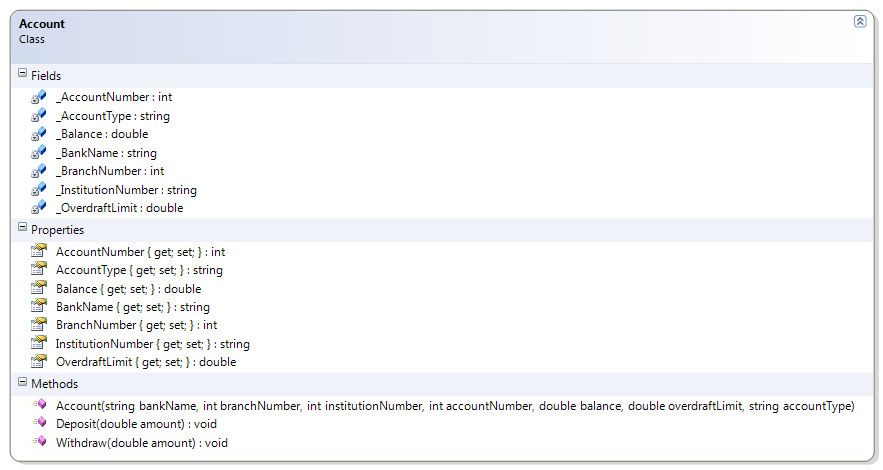 Account
Class
Fields
_AccountNumber : int
_AccountType : string
_Balance : double
_BankName : string
_BranchNumber : int
_InstitutionNumber : string
_OverdraftLimit : double
Properties
AccountNumber { get; set; } : int
AccountType { get; set; } : string
Balance { get; set; } : double
BankName { get; set; } : string
BranchNumber { get; set; } : int
InstitutionNumber { get; set; } : string
OverdraftLimit { get; set; } : double
Methods
Account(string bankName, int branchNumber, int institutionNumber, int accountNumber, double balance, double overdraftLimit, string accountType)
Deposit(double amount) : void
Withdraw(double amount) : void